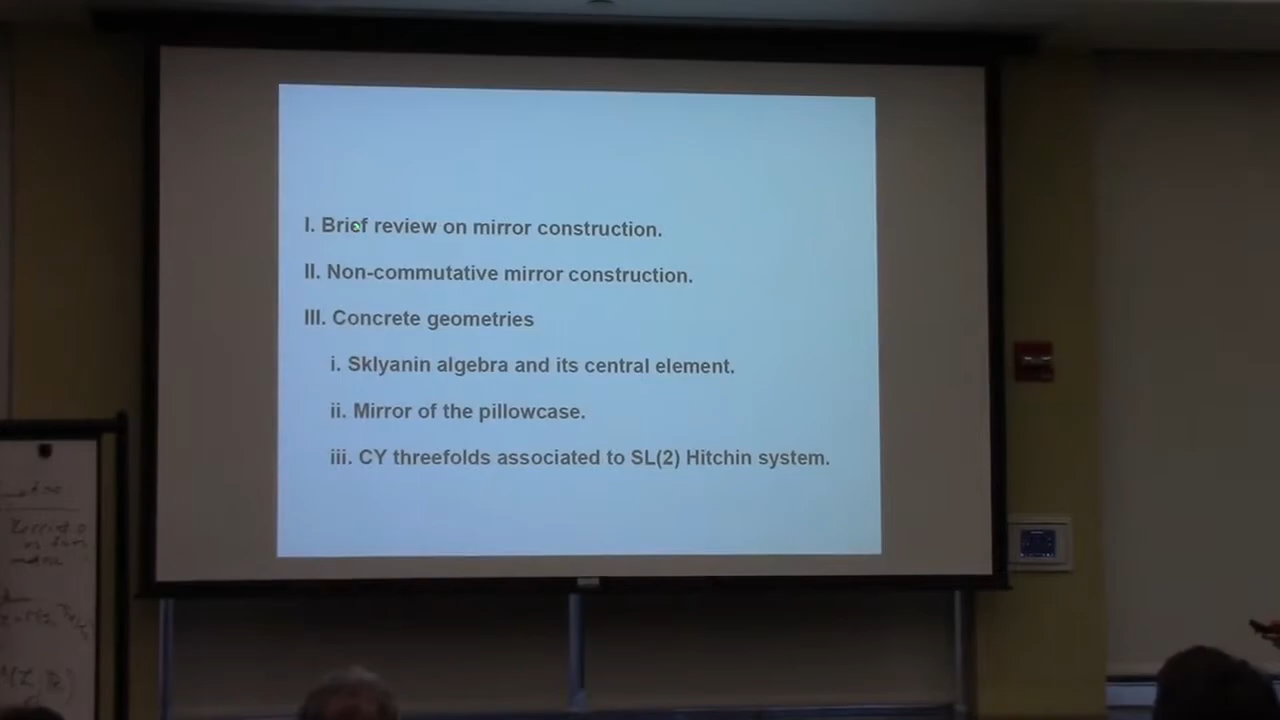 I. Brief review on mirror construction.
II. Non-commutative mirror construction.
III. Concrete geometries
i. Sklyanin algebra and its central element.
ii. Mirror of the pillowcase.
iii. CY threefolds associated to SL(2) Hitchin system.